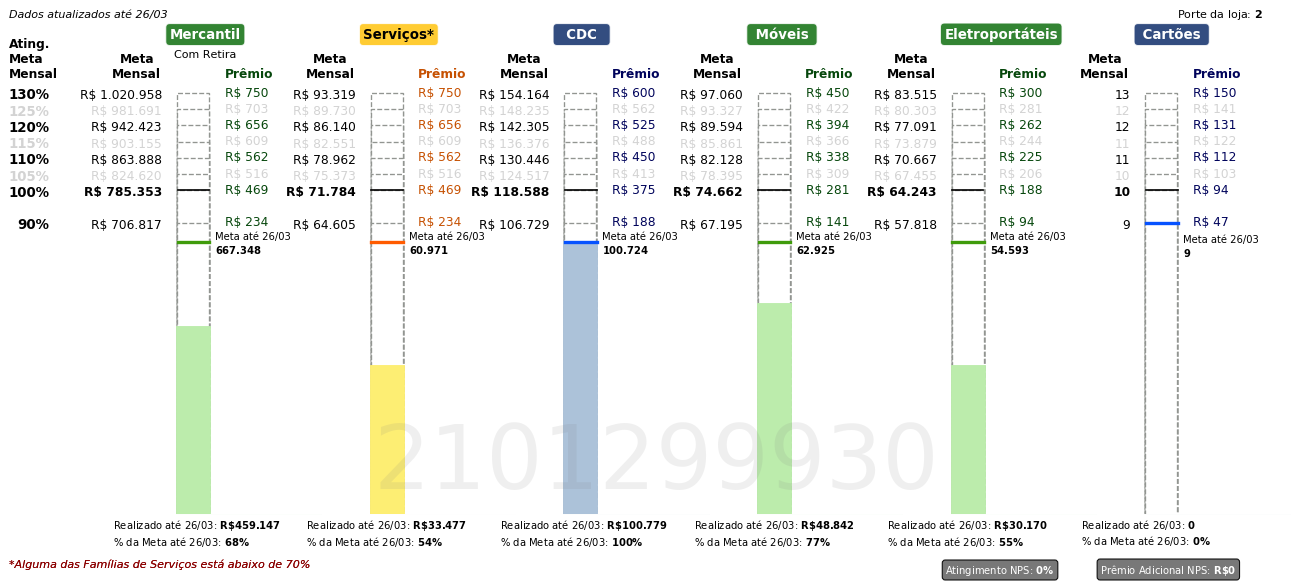 Dados atualizados até 26/03
Porte da loja: 2
Mercantil Serviços* CDC Móveis Eletroportáteis Cartões
Com Retira
Ating. Meta Mensal
Meta Mensal Prêmio Meta Mensal Prêmio Meta Mensal Prêmio Meta Mensal Prêmio Meta Mensal Prêmio Meta Mensal Prêmio
130% R$ 1.020.958 R$ 750 R$ 93.319 R$ 750 R$ 154.164 R$ 600 R$ 97.060 R$ 450 R$ 83.515 R$ 300 13 R$ 150
125% R$ 981.691 R$ 703 R$ 89.730 R$ 703 R$ 148.235 R$ 562 R$ 93.327 R$ 422 R$ 80.303 R$ 281 12 R$ 141
120% R$ 942.423 R$ 656 R$ 86.140 R$ 656 R$ 142.305 R$ 525 R$ 89.594 R$ 394 R$ 77.091 R$ 262 12 R$ 131
115% R$ 903.155 R$ 609 R$ 82.551 R$ 609 R$ 136.376 R$ 488 R$ 85.861 R$ 366 R$ 73.879 R$ 244 11 R$ 122
110% R$ 863.888 R$ 562 R$ 78.962 R$ 562 R$ 130.446 R$ 450 R$ 82.128 R$ 338 R$ 70.667 R$ 225 11 R$ 112
105% R$ 824.620 R$ 516 R$ 75.373 R$ 516 R$ 124.517 R$ 413 R$ 78.395 R$ 309 R$ 67.455 R$ 206 10 R$ 103
100% R$ 785.353 R$ 469 R$ 71.784 R$ 469 R$ 118.588 R$ 375 R$ 74.662 R$ 281 R$ 64.243 R$ 188 10 R$ 94
90% R$ 706.817 R$ 234 R$ 64.605 R$ 234 R$ 106.729 R$ 188 R$ 67.195 R$ 141 R$ 57.818 R$ 94 9 R$ 47
Meta até 26/03 Meta até 26/03 Meta até 26/03 Meta até 26/03 Meta até 26/03 Meta até 26/03
667.348 60.971 100.724 62.925 54.593 9
2101299930
Realizado até 26/03: R$459.147 Realizado até 26/03: R$33.477 Realizado até 26/03: R$100.779 Realizado até 26/03: R$48.842 Realizado até 26/03: R$30.170 Realizado até 26/03: 0
% da Meta até 26/03: 68% % da Meta até 26/03: 54% % da Meta até 26/03: 100% % da Meta até 26/03: 77% % da Meta até 26/03: 55% % da Meta até 26/03: 0%
*Alguma das Famílias de Serviços está abaixo de 70%
Atingimento NPS: 0% Prêmio Adicional NPS: R$0